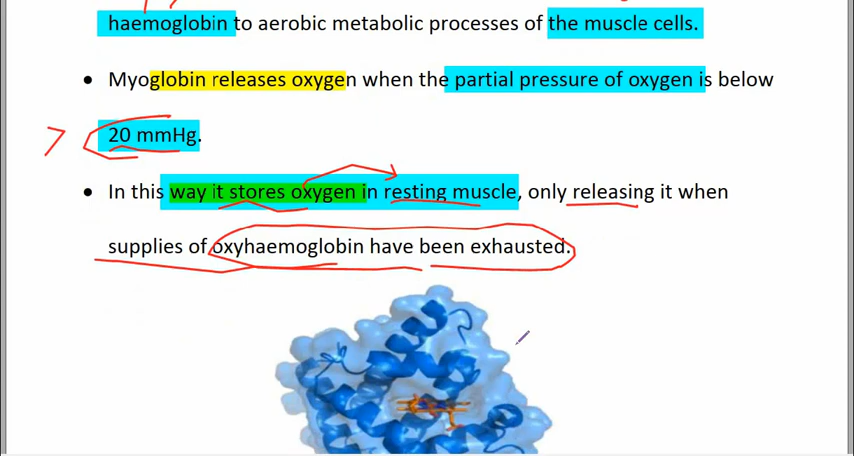 haemoglobin to aerobic metabolic processes of the muscle cells.
• Myoglobin releases oxygen when the partial pressure of oxygen is below
20 mmHg.
• In this way it stores oxygen in resting muscle, only releasing it when
supplies of oxyhaemoglobin have been exhausted.